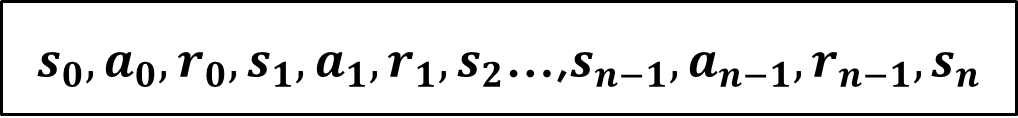 s₀, a₀, r₀, s₁, a₁, r₁, s₂...,sₙ₋₁, aₙ₋₁, rₙ₋₁, sₙ